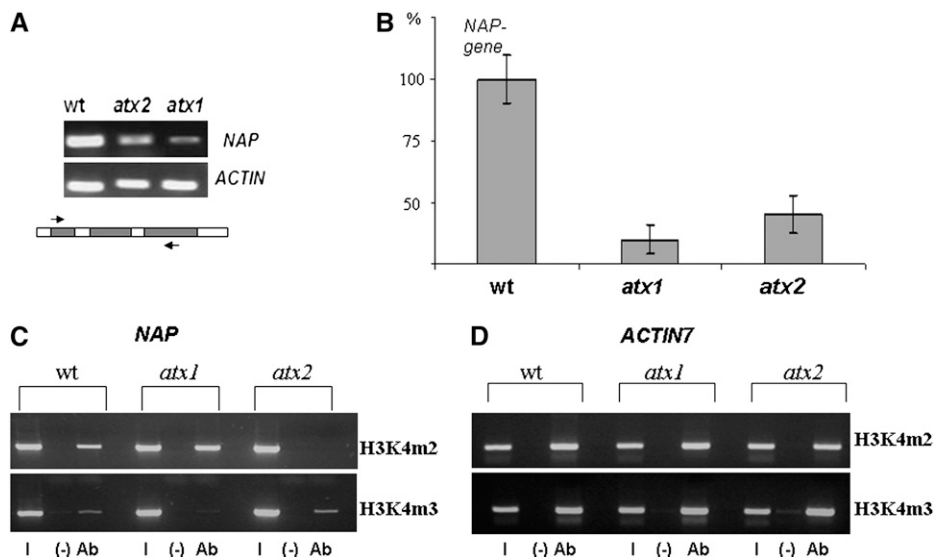 A
wt atx2 atx1
NAP
ACTIN
B
%
NAP-
gene
100
75
50
wt atx1 atx2
C
NAP
wt atx1 atx2
H3K4m2
H3K4m3
I (-) Ab I (-) Ab I (-) Ab
D
ACTIN7
wt atx1 atx2
H3K4m2
H3K4m3
I (-) Ab I (-) Ab I (-) Ab